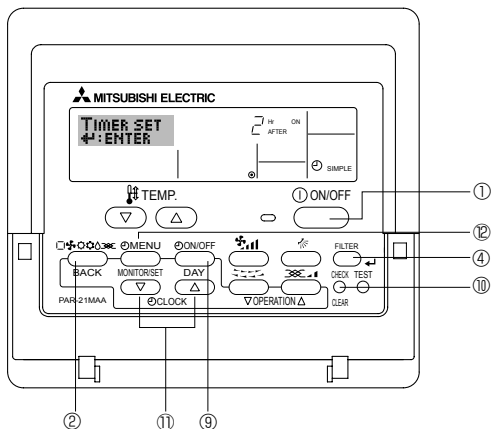 MITSUBISHI ELECTRIC
TIMER SET
↵:ENTER
2 Hr ON
AFTER
SIMPLE
TEMP.
ON/OFF
①
MENU
ON/OFF
FILTER
⑫
④
BACK
MONITOR/SET
DAY
CHECK TEST
⑩
PAR-21MAA
CLOCK
OPERATION
CLEAR
②
⑪
⑨